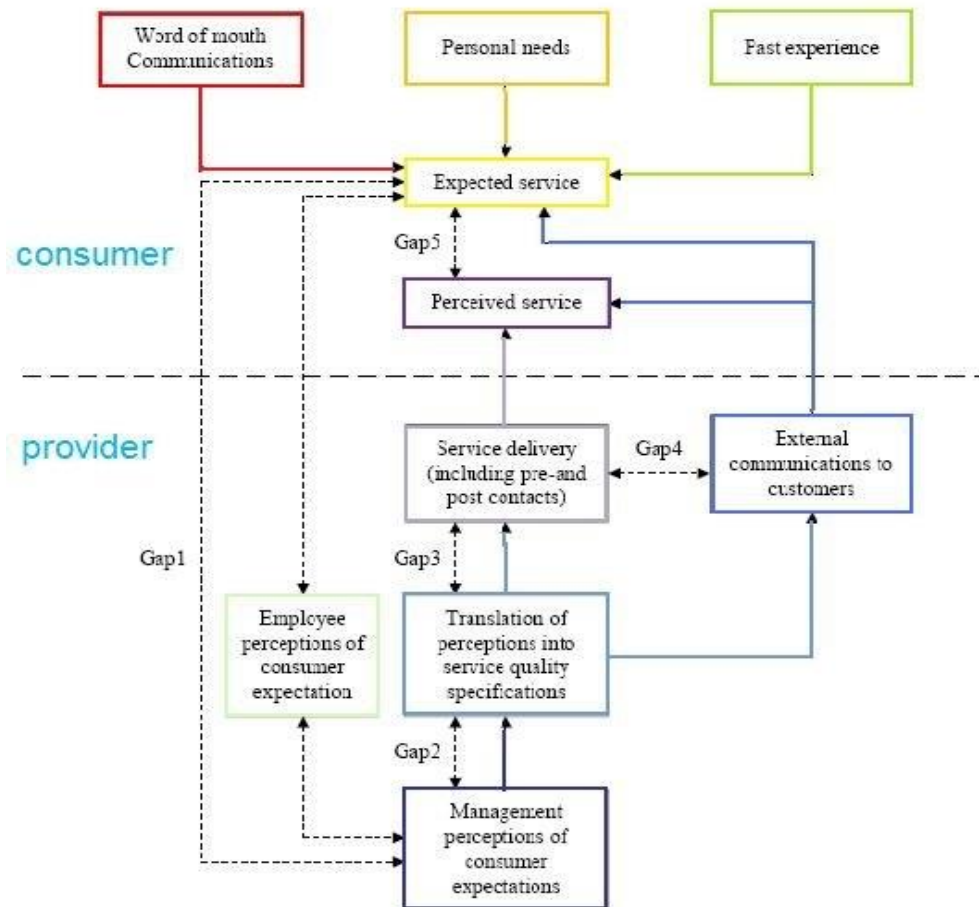 Word of mouth
Communications
Personal needs
Fast experience
Expected service
Gap5
consumer
Perceived service
provider
Service delivery
(including pre-and
post contacts)
Gap4
External
communications to
customers
Gap1
Gap3
Employee
perceptions of
consumer
expectation
Translation of
perceptions into
service quality
specifications
Gap2
Management
perceptions of
consumer
expectations